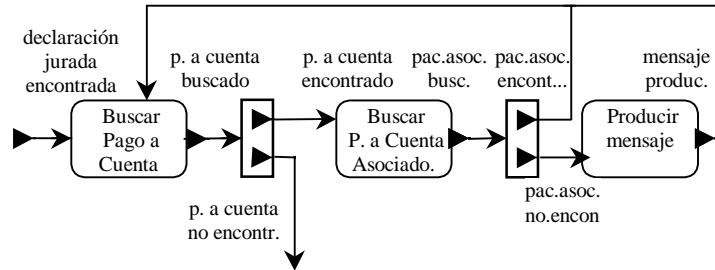 declaración
jurada
encontrada
p. a cuenta
buscado
p. a cuenta
encontrado
pac.asoc.
busc.
pac.asoc.
encont...
mensaje
produc.
Buscar
Pago a
Cuenta
Buscar
P. a Cuenta
Asociado.
Producir
mensaje
p. a cuenta
no encontr.
pac.asoc.
no.encon